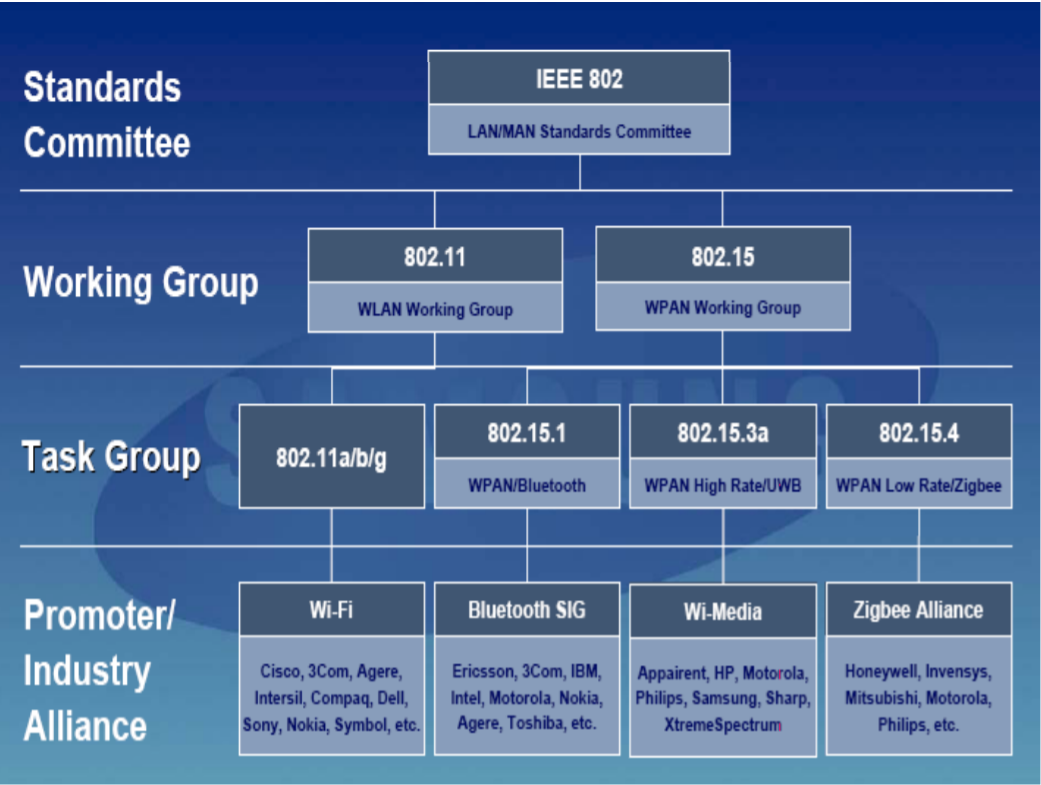 Standards
Committee
IEEE 802
LAN/MAN Standards Committee
Working Group
802.11
WLAN Working Group
802.15
WPAN Working Group
SAMSUNG
Task Group
802.11a/b/g
802.15.1
WPAN/Bluetooth
802.15.3a
WPAN High Rate/UWB
802.15.4
WPAN Low Rate/Zigbee
Promoter/
Industry
Alliance
Wi-Fi
Cisco, 3Com, Agere,
Intersil, Compaq, Dell,
Sony, Nokia, Symbol, etc.
Bluetooth SIG
Ericsson, 3Com, IBM,
Intel, Motorola, Nokia,
Agere, Toshiba, etc.
Wi-Media
Appairent, HP, Motorola,
Philips, Samsung, Sharp,
XtremeSpectrum
Zigbee Alliance
Honeywell, Invensys,
Mitsubishi, Motorola,
Philips, etc.